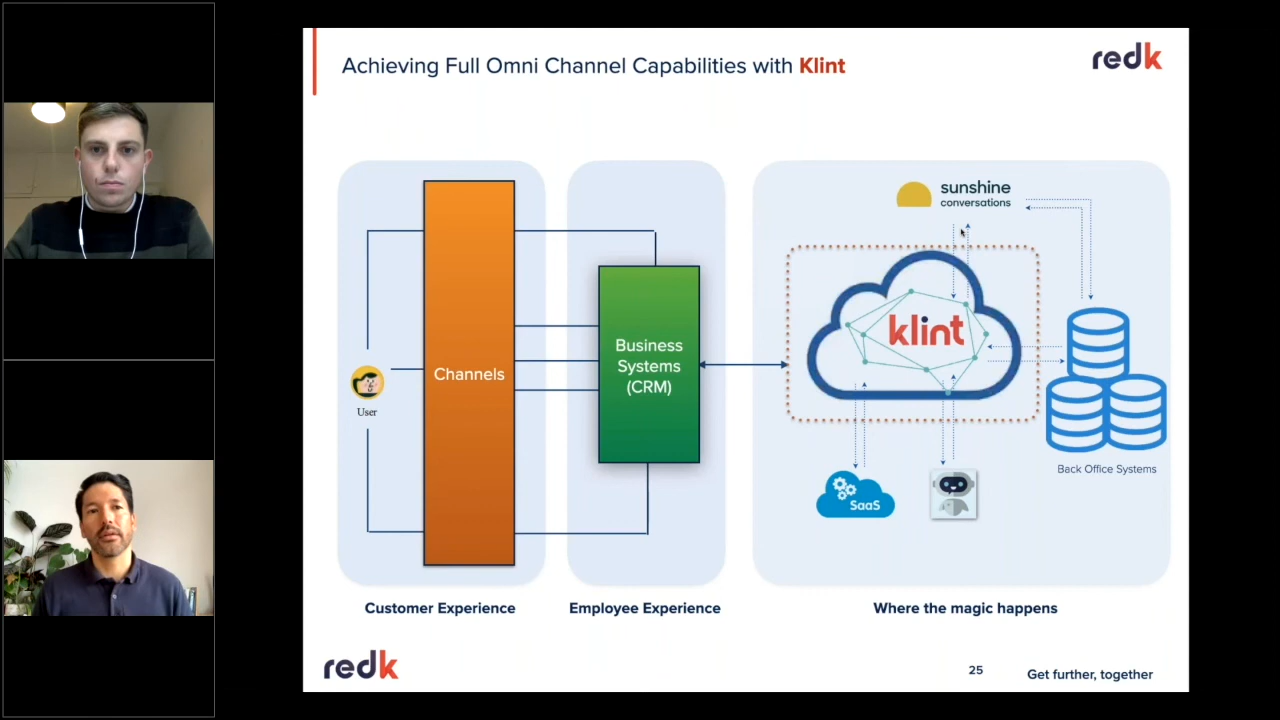 Achieving Full Omni Channel Capabilities with Klint
redk
sunshine
conversations
klint
Channels
Business
Systems
(CRM)
User
Back Office Systems
SaaS
Customer Experience
Employee Experience
Where the magic happens
redk
25
Get further, together